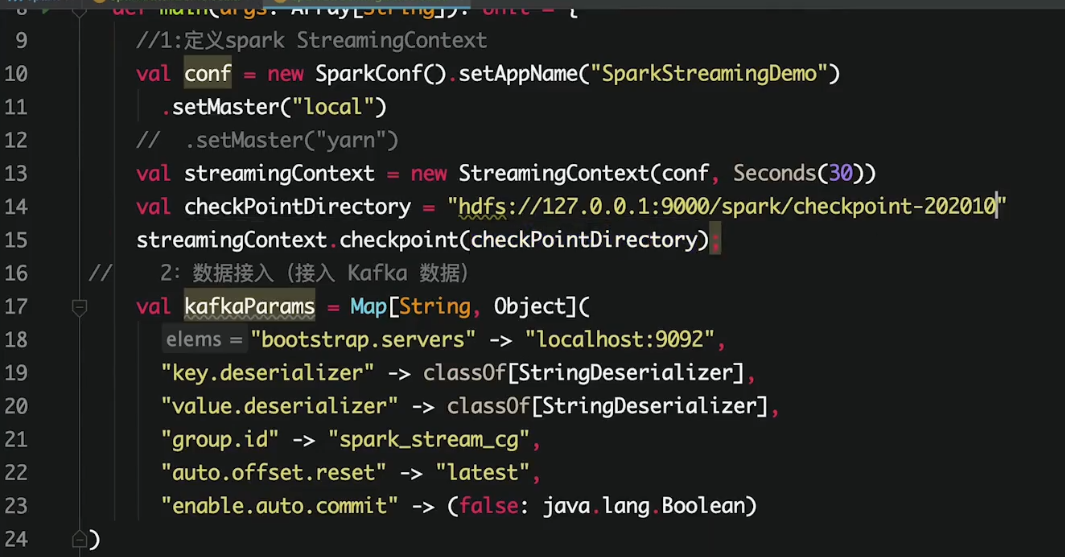 8 def main(args: Array[String]): Unit = {
9 //1:定义spark StreamingContext
10 val conf = new SparkConf().setAppName("SparkStreamingDemo")
11 .setMaster("local")
12 // .setMaster("yarn")
13 val streamingContext = new StreamingContext(conf, Seconds(30))
14 val checkPointDirectory = "hdfs://127.0.0.1:9000/spark/checkpoint-202010"
15 streamingContext.checkpoint(checkPointDirectory);
16 // 2: 数据接入（接入 Kafka 数据）
17 val kafkaParams = Map[String, Object](
18 elems = "bootstrap.servers" -> "localhost:9092",
19 "key.deserializer" -> classOf[StringDeserializer],
20 "value.deserializer" -> classOf[StringDeserializer],
21 "group.id" -> "spark_stream_cg",
22 "auto.offset.reset" -> "latest",
23 "enable.auto.commit" -> (false: java.lang.Boolean)
24 )